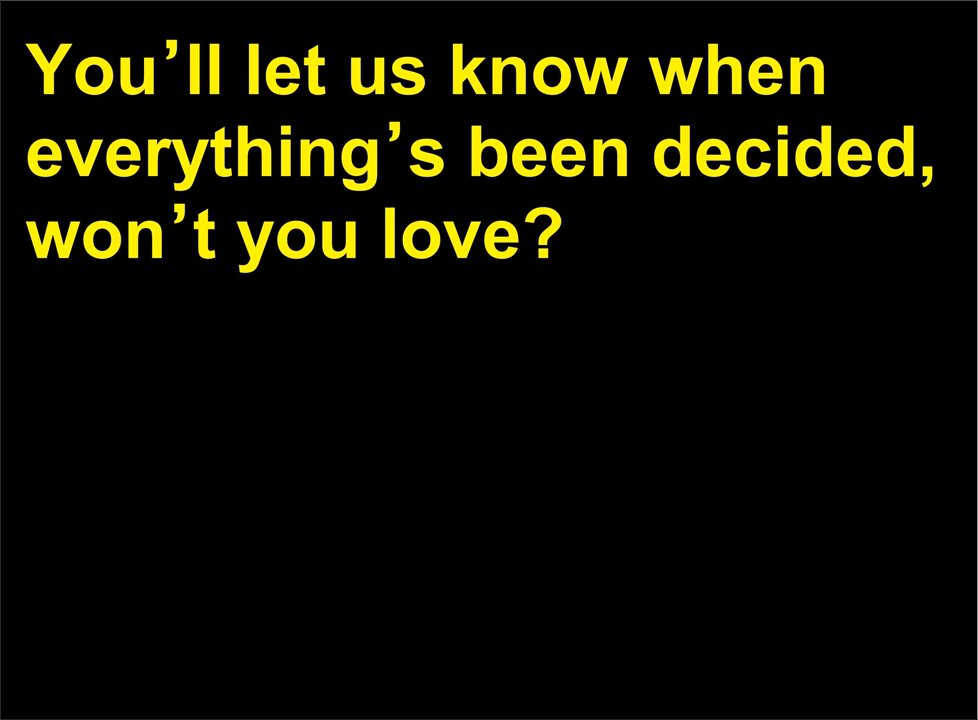 You’ll let us know when
everything’s been decided,
won’t you love?